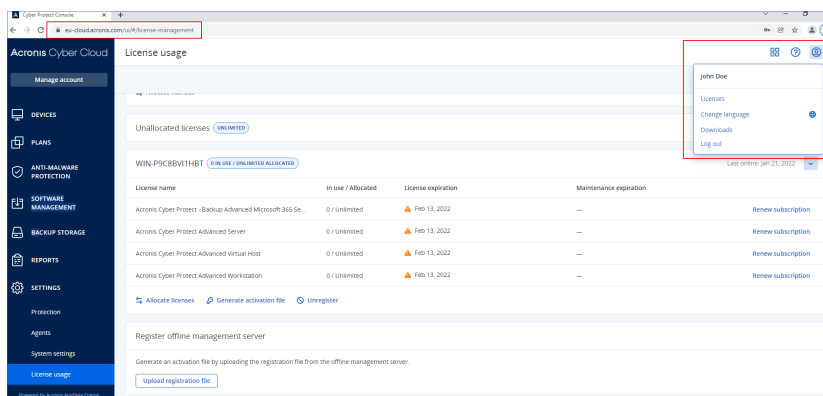 Cyber Protect Console
eu-cloud.acronis.com/ui/#/license-management
Acronis Cyber Cloud
License usage
Manage account
John Doe
Licenses
Change language
Downloads
Log out
DEVICES
PLANS
ANTI-MALWARE
PROTECTION
SOFTWARE
MANAGEMENT
BACKUP STORAGE
REPORTS
SETTINGS
Protection
Agents
System settings
License usage
Powered by Acronis AnyData Engine
Allocate licenses
Unallocated licenses UNLIMITED
WIN-P9C8BVI1HBT 0 IN USE / UNLIMITED ALLOCATED Last online: Jan 21, 2022
License name In use / Allocated License expiration Maintenance expiration
Acronis Cyber Protect - Backup Advanced Microsoft 365 Se... 0 / Unlimited Feb 13, 2022 — Renew subscription
Acronis Cyber Protect Advanced Server 0 / Unlimited Feb 13, 2022 — Renew subscription
Acronis Cyber Protect Advanced Virtual Host 0 / Unlimited Feb 13, 2022 — Renew subscription
Acronis Cyber Protect Advanced Workstation 0 / Unlimited Feb 13, 2022 — Renew subscription
Allocate licenses Generate activation file Unregister
Register offline management server
Generate an activation file by uploading the registration file from the offline management server.
Upload registration file